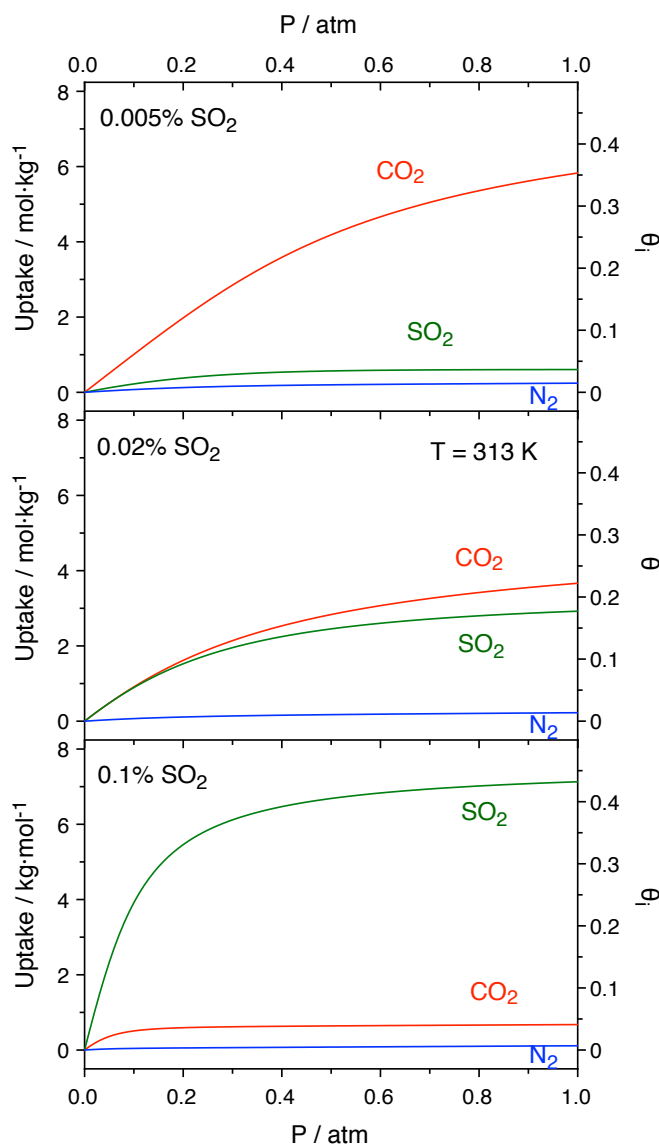 P / atm
0.0 0.2 0.4 0.6 0.8 1.0
8
0.005% SO₂
0.4
6
CO₂
0.3
Uptake / mol·kg⁻¹
4
θᵢ
0.2
2
SO₂
0.1
0
N₂
0
8
0.02% SO₂
T = 313 K
0.4
6
0.3
Uptake / mol·kg⁻¹
4
CO₂
θ
0.2
2
SO₂
0.1
0
N₂
0
8
0.1% SO₂
SO₂
0.4
6
0.3
Uptake / kg·mol⁻¹
4
θᵢ
0.2
2
CO₂
0.1
0
N₂
0
0.0 0.2 0.4 0.6 0.8 1.0
P / atm